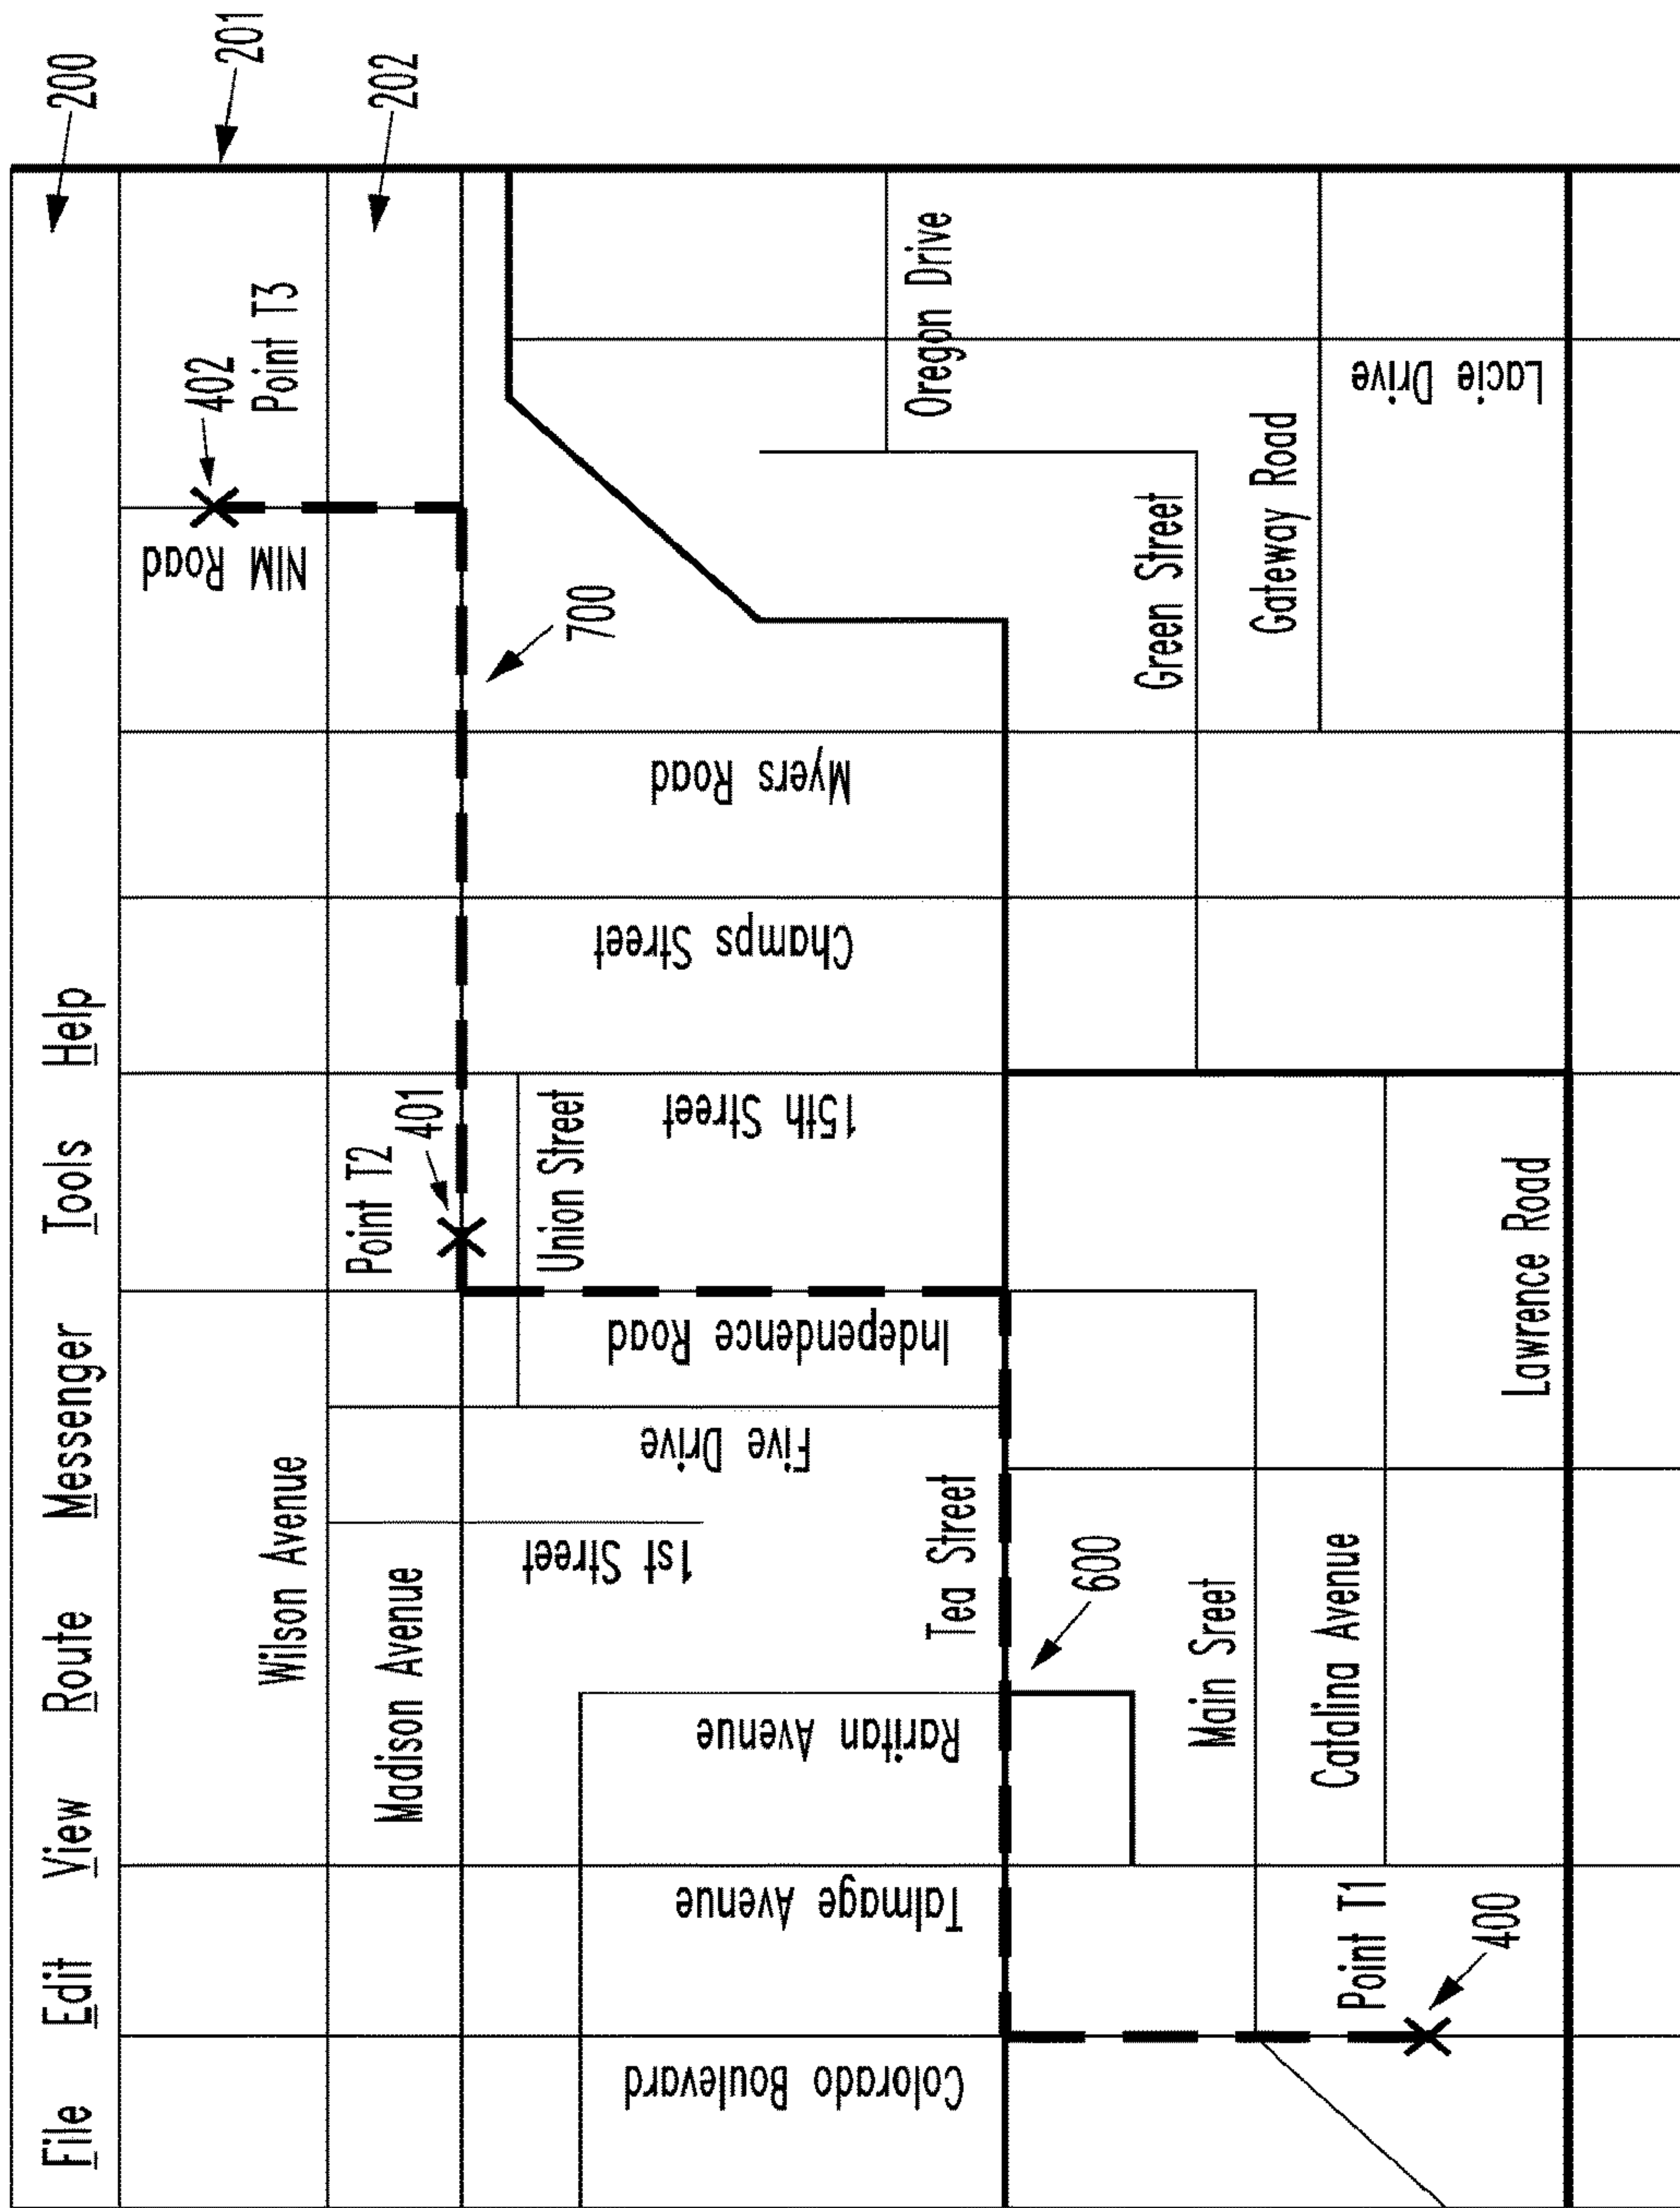 File Edit View Route Messenger Tools Help
200
201
202
Wilson Avenue
Madison Avenue
Point T2
401
NIM Road
402
Point T3
700
1st Street
Five Drive
Independence Road
Union Street
15th Street
Champs Street
Myers Road
Colorado Boulevard
Talmage Avenue
Raritan Avenue
Tea Street
600
Oregon Drive
Green Street
Gateway Road
Lacie Drive
Main Sreet
Catalina Avenue
Point T1
400
Lawrence Road